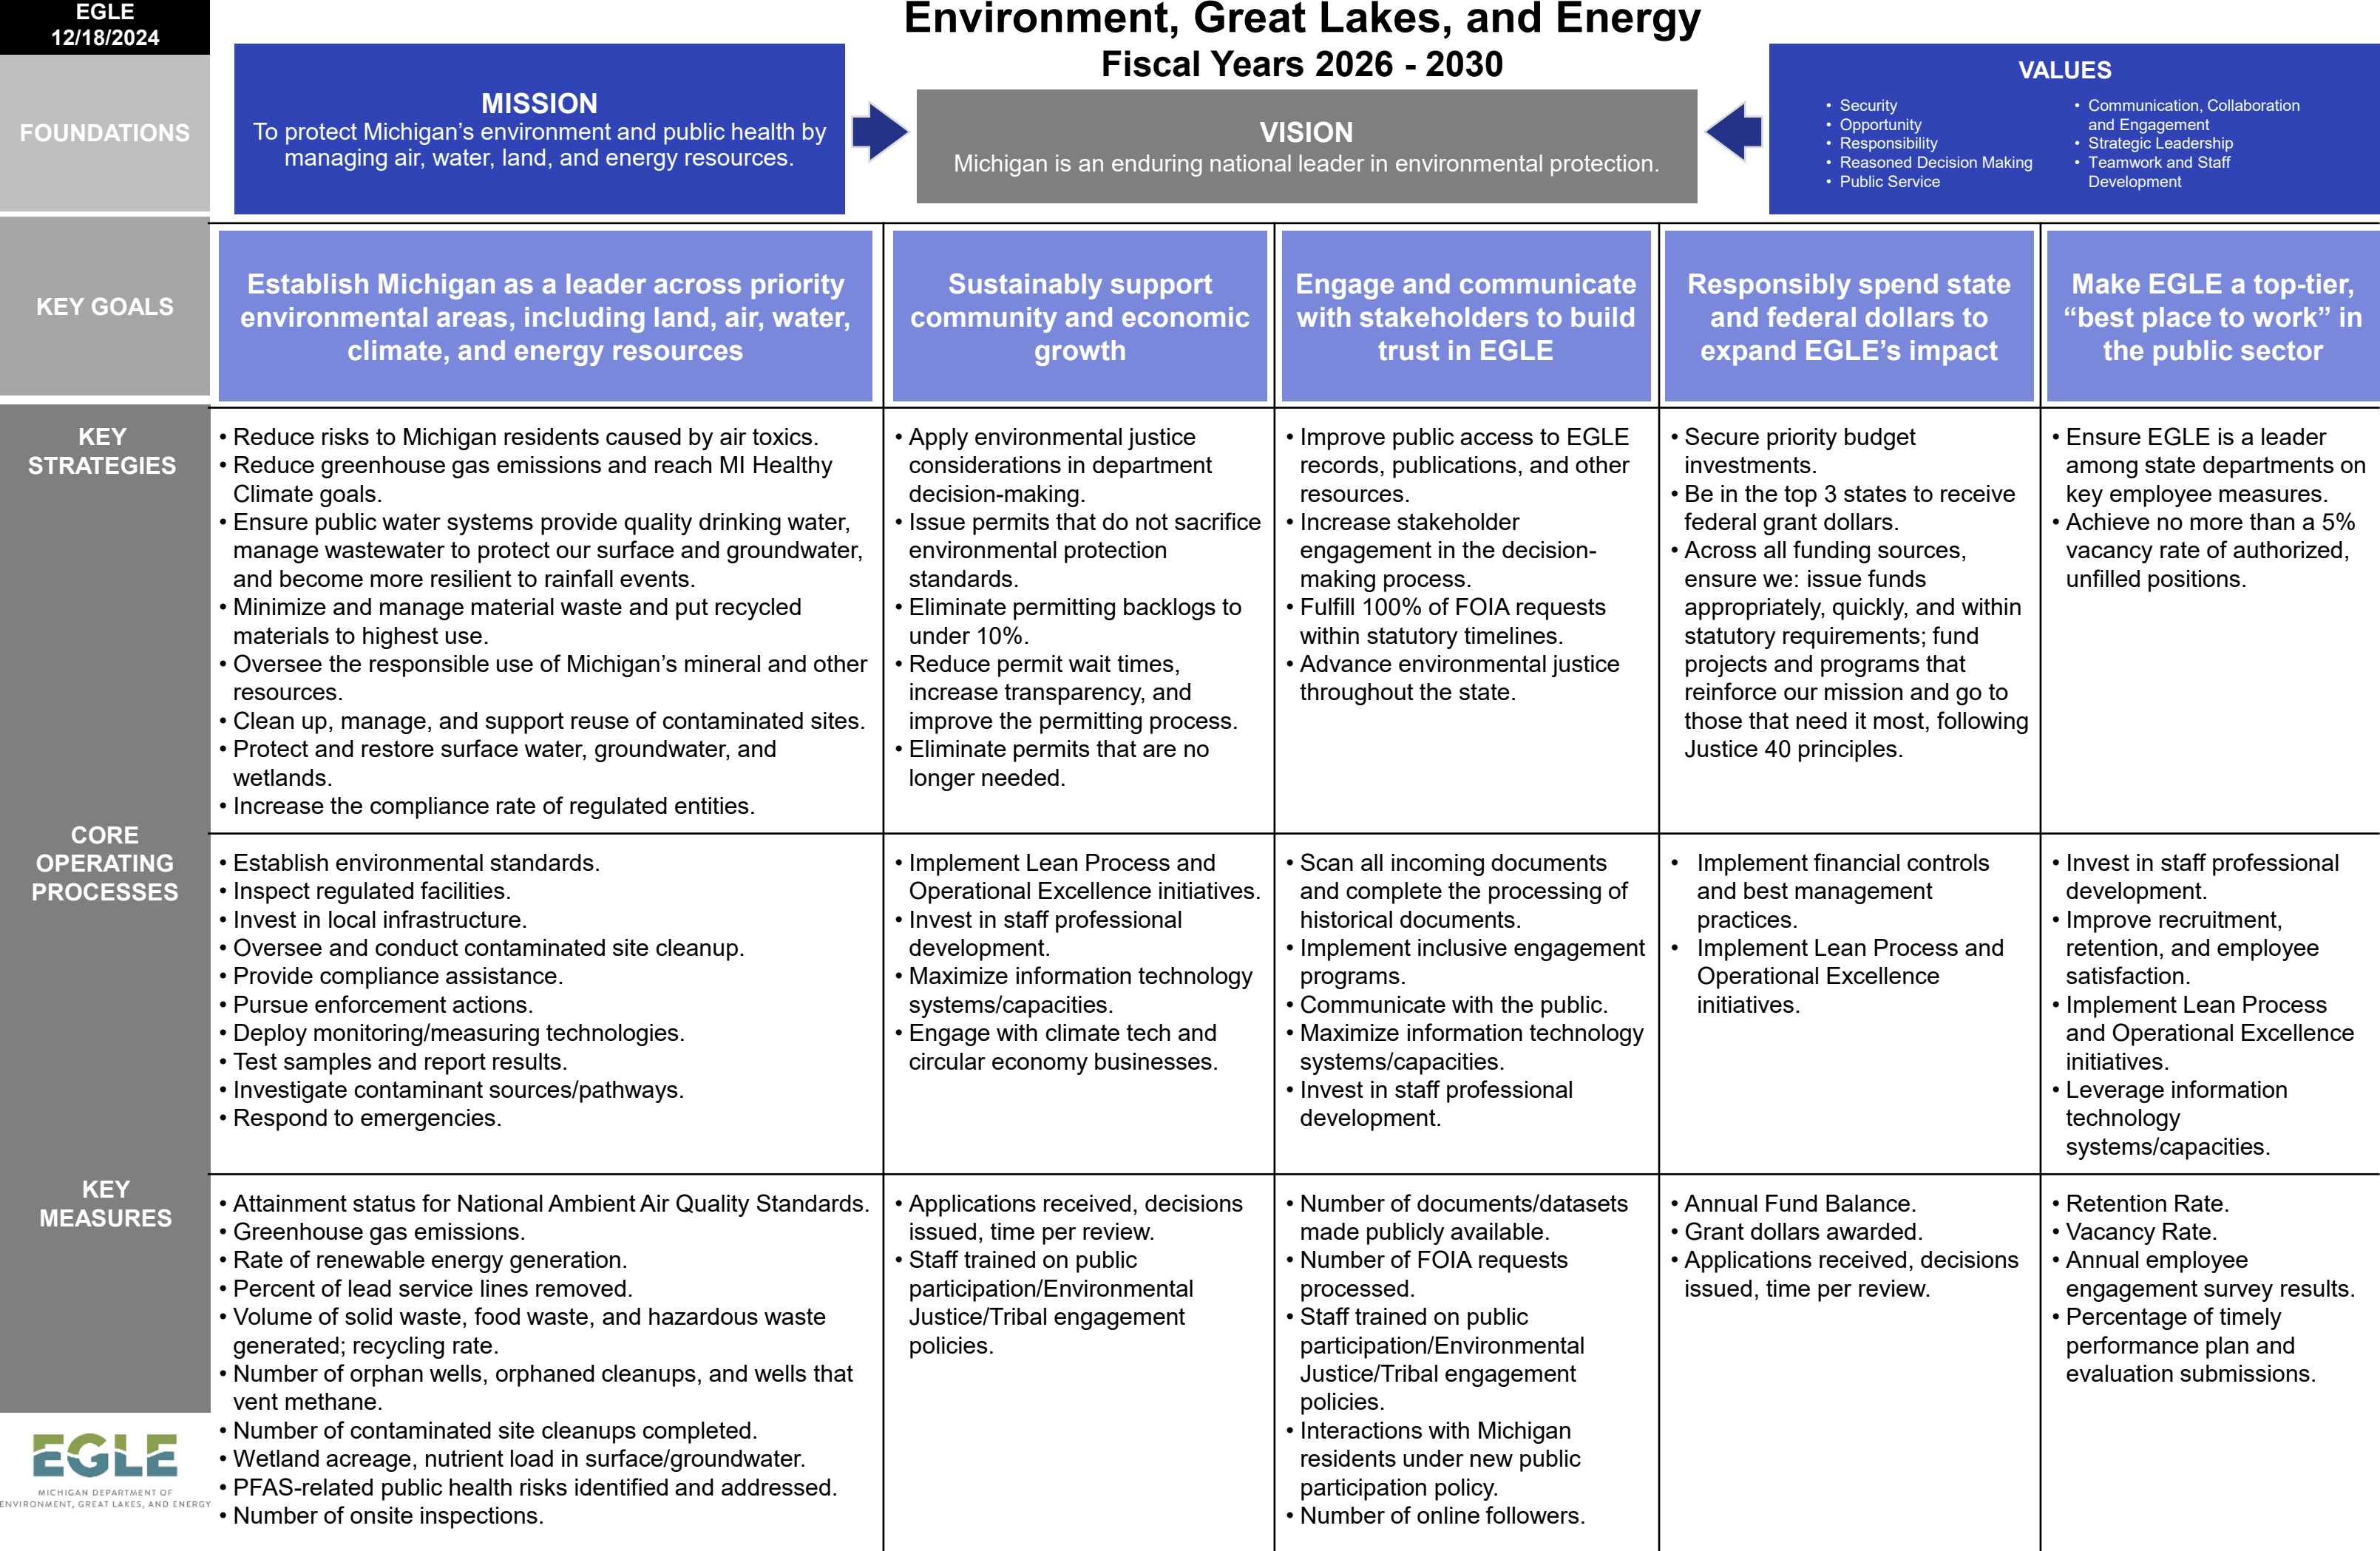 EGLE
12/18/2024
Environment, Great Lakes, and Energy
Fiscal Years 2026 - 2030
FOUNDATIONS
MISSION
To protect Michigan’s environment and public health by
managing air, water, land, and energy resources.
VISION
Michigan is an enduring national leader in environmental protection.
VALUES
• Security
• Opportunity
• Responsibility
• Reasoned Decision Making
• Public Service
• Communication, Collaboration
and Engagement
• Strategic Leadership
• Teamwork and Staff
Development
KEY GOALS
Establish Michigan as a leader across priority
environmental areas, including land, air, water,
climate, and energy resources
Sustainably support
community and economic
growth
Engage and communicate
with stakeholders to build
trust in EGLE
Responsibly spend state
and federal dollars to
expand EGLE’s impact
Make EGLE a top-tier,
“best place to work” in
the public sector
KEY
STRATEGIES
• Reduce risks to Michigan residents caused by air toxics.
• Reduce greenhouse gas emissions and reach MI Healthy
Climate goals.
• Ensure public water systems provide quality drinking water,
manage wastewater to protect our surface and groundwater,
and become more resilient to rainfall events.
• Minimize and manage material waste and put recycled
materials to highest use.
• Oversee the responsible use of Michigan’s mineral and other
resources.
• Clean up, manage, and support reuse of contaminated sites.
• Protect and restore surface water, groundwater, and
wetlands.
• Increase the compliance rate of regulated entities.
• Apply environmental justice
considerations in department
decision-making.
• Issue permits that do not sacrifice
environmental protection
standards.
• Eliminate permitting backlogs to
under 10%.
• Reduce permit wait times,
increase transparency, and
improve the permitting process.
• Eliminate permits that are no
longer needed.
• Improve public access to EGLE
records, publications, and other
resources.
• Increase stakeholder
engagement in the decision-
making process.
• Fulfill 100% of FOIA requests
within statutory timelines.
• Advance environmental justice
throughout the state.
• Secure priority budget
investments.
• Be in the top 3 states to receive
federal grant dollars.
• Across all funding sources,
ensure we: issue funds
appropriately, quickly, and within
statutory requirements; fund
projects and programs that
reinforce our mission and go to
those that need it most, following
Justice 40 principles.
• Ensure EGLE is a leader
among state departments on
key employee measures.
• Achieve no more than a 5%
vacancy rate of authorized,
unfilled positions.
CORE
OPERATING
PROCESSES
• Establish environmental standards.
• Inspect regulated facilities.
• Invest in local infrastructure.
• Oversee and conduct contaminated site cleanup.
• Provide compliance assistance.
• Pursue enforcement actions.
• Deploy monitoring/measuring technologies.
• Test samples and report results.
• Investigate contaminant sources/pathways.
• Respond to emergencies.
• Implement Lean Process and
Operational Excellence initiatives.
• Invest in staff professional
development.
• Maximize information technology
systems/capacities.
• Engage with climate tech and
circular economy businesses.
• Scan all incoming documents
and complete the processing of
historical documents.
• Implement inclusive engagement
programs.
• Communicate with the public.
• Maximize information technology
systems/capacities.
• Invest in staff professional
development.
• Implement financial controls
and best management
practices.
• Implement Lean Process and
Operational Excellence
initiatives.
• Invest in staff professional
development.
• Improve recruitment,
retention, and employee
satisfaction.
• Implement Lean Process
and Operational Excellence
initiatives.
• Leverage information
technology
systems/capacities.
KEY
MEASURES
• Attainment status for National Ambient Air Quality Standards.
• Greenhouse gas emissions.
• Rate of renewable energy generation.
• Percent of lead service lines removed.
• Volume of solid waste, food waste, and hazardous waste
generated; recycling rate.
• Number of orphan wells, orphaned cleanups, and wells that
vent methane.
• Number of contaminated site cleanups completed.
• Wetland acreage, nutrient load in surface/groundwater.
• PFAS-related public health risks identified and addressed.
• Number of onsite inspections.
• Applications received, decisions
issued, time per review.
• Staff trained on public
participation/Environmental
Justice/Tribal engagement
policies.
• Number of documents/datasets
made publicly available.
• Number of FOIA requests
processed.
• Staff trained on public
participation/Environmental
Justice/Tribal engagement
policies.
• Interactions with Michigan
residents under new public
participation policy.
• Number of online followers.
• Annual Fund Balance.
• Grant dollars awarded.
• Applications received, decisions
issued, time per review.
• Retention Rate.
• Vacancy Rate.
• Annual employee
engagement survey results.
• Percentage of timely
performance plan and
evaluation submissions.
EGLE
MICHIGAN DEPARTMENT OF
ENVIRONMENT, GREAT LAKES, AND ENERGY